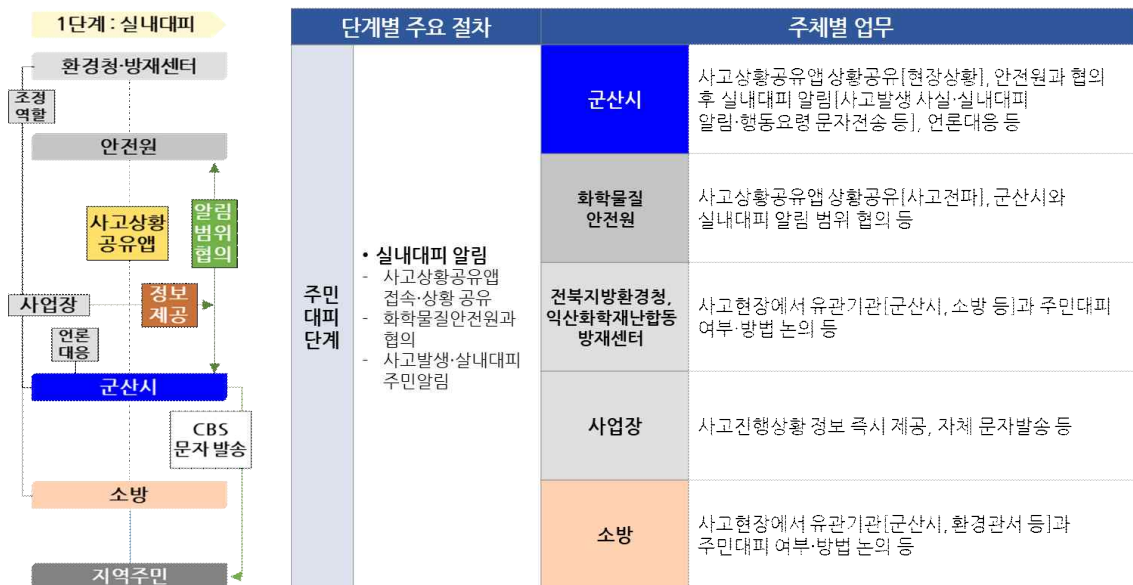 1단계 : 실내대피
환경청·방재센터
조정
역할
안전원
사고상황
공유앱
알림
범위
협의
사업장
정보
제공
언론
대응
군산시
CBS
문자 발송
소방
지역주민
단계별 주요 절차
주체별 업무
주민
대피
단계
• 실내대피 알림
- 사고상황공유앱
접속·상황 공유
- 화학물질안전원과
협의
- 사고발생·살내대피
주민알림
군산시
사고상황공유앱 상황공유[현장상황], 안전원과 협의
후 실내대피 알림[사고발생 사실·실내대피
알림·행동요령 문자전송 등], 언론대응 등
화학물질
안전원
사고상황공유앱 상황공유[사고전파], 군산시와
실내대피 알림 범위 협의 등
전북지방환경청,
익산화학재난합동
방재센터
사고현장에서 유관기관[군산시, 소방 등]과 주민대피
여부·방법 논의 등
사업장
사고진행상황 정보 즉시 제공, 자체 문자발송 등
소방
사고현장에서 유관기관[군산시, 환경관서 등]과
주민대피 여부·방법 논의 등